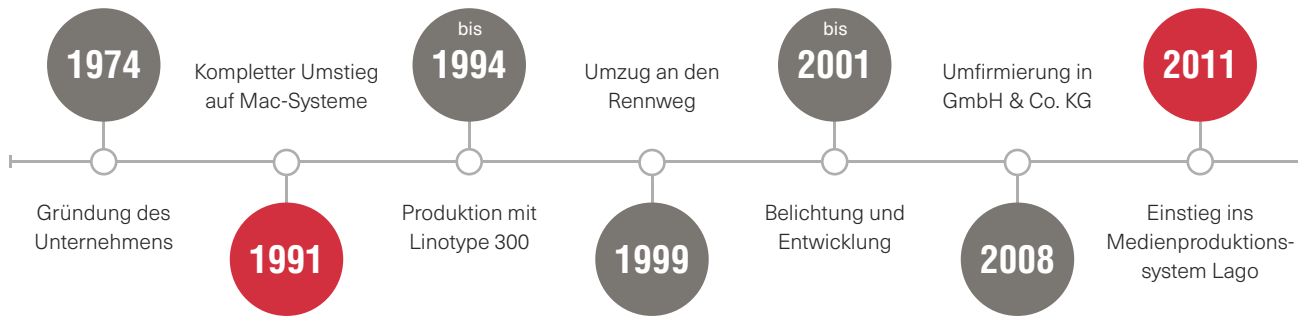 1974
Gründung des
Unternehmens
Kompletter Umstieg
auf Mac-Systeme
1991
bis
1994
Produktion mit
Linotype 300
Umzug an den
Rennweg
1999
bis
2001
Belichtung und
Entwicklung
Umfirmierung in
GmbH & Co. KG
2008
2011
Einstieg ins
Medienproduktions-
system Lago